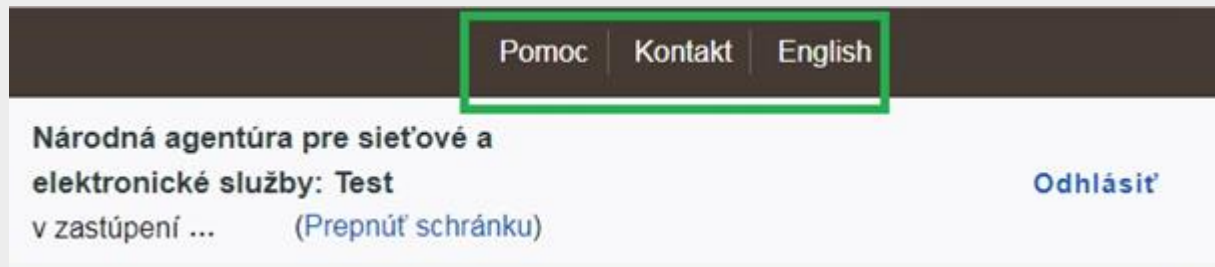 Pomoc Kontakt English
Národná agentúra pre sieťové a
elektronické služby: Test
Odhlásiť
v zastúpení ... (Prepnúť schránku)